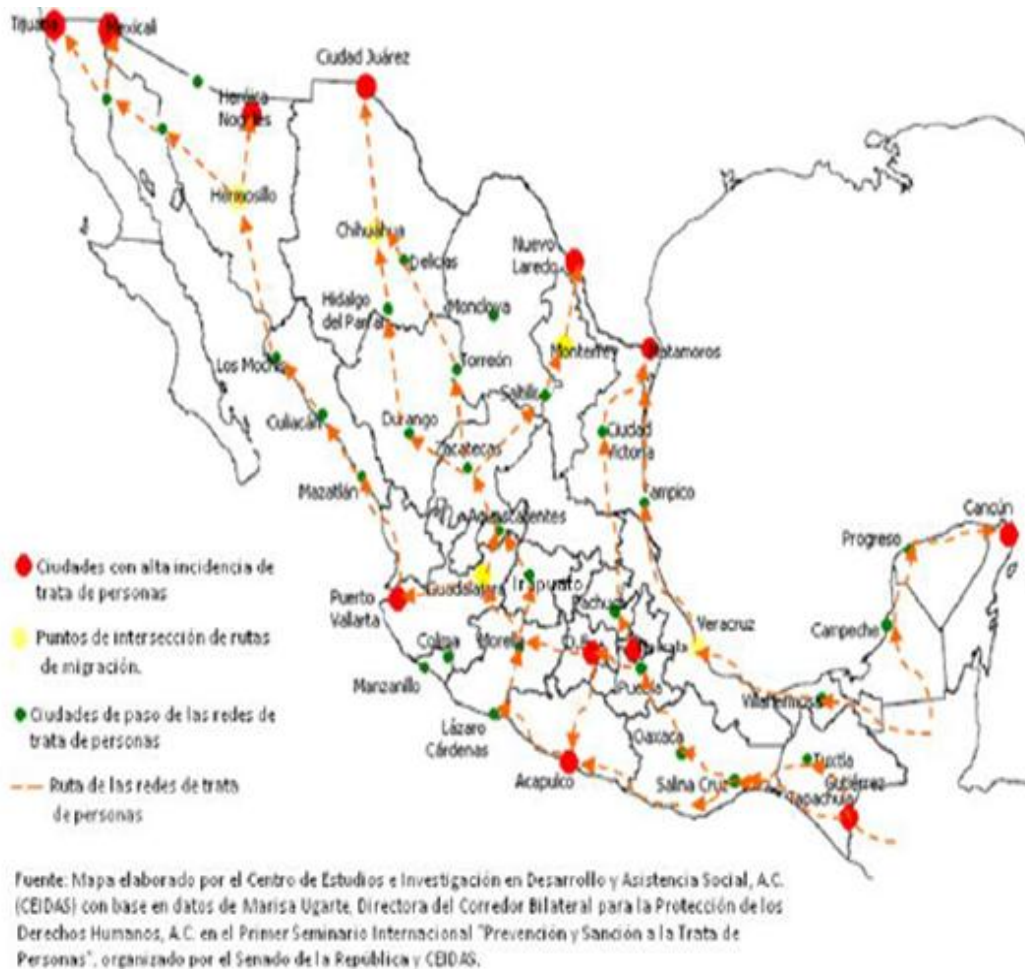 Tijuana
Mexicali
Ciudad Juárez
Heróica
Nogales
Hermosillo
Chihuahua
Delicias
Nuevo
Laredo
Hidalgo
del Parral
Monclova
Monterrey
Matamoros
Los Mochis
Torreón
Saltillo
Culiacán
Durango
Ciudad
Victoria
Zacatecas
Mazatlán
Tampico
Cancún
Aguascalientes
Progreso
Ciudades con alta incidencia de
trata de personas
Puerto
Vallarta
Guadalajara
Irapuato
Pachuca
Veracruz
Campeche
Puntos de intersección de rutas
de migración.
Colima
Morelia
D.F.
Tlaxcala
Manzanillo
Puebla
Villahermosa
Ciudades de paso de las redes de
trata de personas
Lázaro
Cárdenas
Oaxaca
Tuxtla
Gutiérrez
Acapulco
Salina Cruz
Tapachula
Ruta de las redes de trata
de personas
Fuente: Mapa elaborado por el Centro de Estudios e Investigación en Desarrollo y Asistencia Social, A.C.
(CEIDAS) con base en datos de Marisa Ugarte, Directora del Corredor Bilateral para la Protección de los
Derechos Humanos, A.C. en el Primer Seminario Internacional "Prevención y Sanción a la Trata de
Personas", organizado por el Senado de la República y CEIDAS.